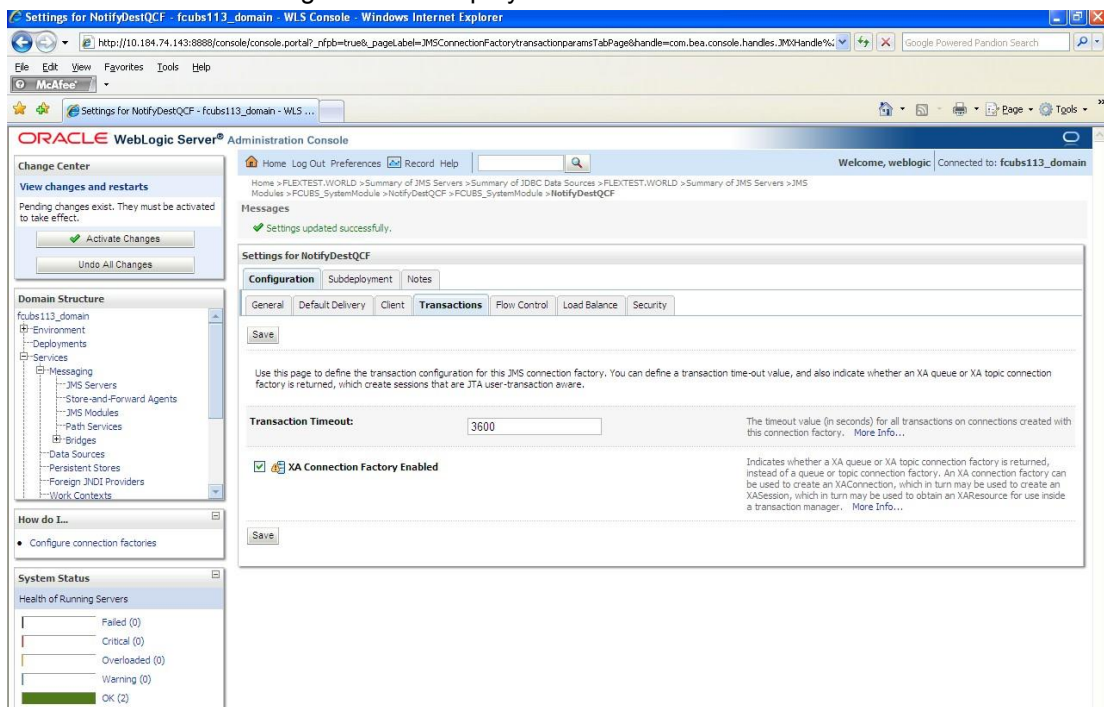 Settings for NotifyDestQCF - fcubs113_domain - WLS Console - Windows Internet Explorer
http://10.184.74.143:8888/console/console.portal?_nfpb=true&_pageLabel=JMSConnectionFactorytransactionparamsTabPage&handle=com.bea.console.handles.JMXHandle%
Google Powered Pandion Search
File Edit View Favorites Tools Help
McAfee
Settings for NotifyDestQCF - fcubs113_domain - WLS ...
Page Tools
ORACLE WebLogic Server® Administration Console
Change Center
View changes and restarts
Pending changes exist. They must be activated
to take effect.
Activate Changes
Undo All Changes
Domain Structure
fcubs113_domain
Environment
Deployments
Services
Messaging
JMS Servers
Store-and-Forward Agents
JMS Modules
Path Services
Bridges
Data Sources
Persistent Stores
Foreign JNDI Providers
Work Contexts
How do I...
Configure connection factories
System Status
Health of Running Servers
Failed (0)
Critical (0)
Overloaded (0)
Warning (0)
OK (2)
Home Log Out Preferences Record Help
Welcome, weblogic Connected to: fcubs113_domain
Home >FLEXTEST.WORLD >Summary of JMS Servers >Summary of JDBC Data Sources >FLEXTEST.WORLD >Summary of JMS Servers >JMS
Modules >FCUBS_SystemModule >NotifyDestQCF >FCUBS_SystemModule >NotifyDestQCF
Messages
Settings updated successfully.
Settings for NotifyDestQCF
Configuration Subdeployment Notes
General Default Delivery Client Transactions Flow Control Load Balance Security
Save
Use this page to define the transaction configuration for this JMS connection factory. You can define a transaction time-out value, and also indicate whether an XA queue or XA topic connection
factory is returned, which create sessions that are JTA user-transaction aware.
Transaction Timeout: 3600
The timeout value (in seconds) for all transactions on connections created with
this connection factory. More Info...
XA Connection Factory Enabled
Indicates whether a XA queue or XA topic connection factory is returned,
instead of a queue or topic connection factory. An XA connection factory can
be used to create an XAConnection, which in turn may be used to create an
XASession, which in turn may be used to obtain an XAResource for use inside
a transaction manager. More Info...
Save